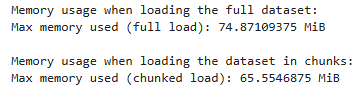 Memory usage when loading the full dataset:
Max memory used (full load): 74.87109375 MiB
Memory usage when loading the dataset in chunks:
Max memory used (chunked load): 65.5546875 MiB